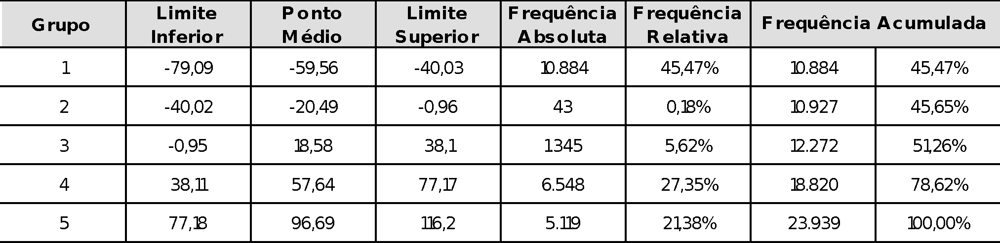 Grupo Limite Inferior Ponto Médio Limite Superior Frequência Absoluta Frequência Relativa Frequência Acumulada
1 -79,09 -59,56 -40,03 10.884 45,47% 10.884 45,47%
2 -40,02 -20,49 -0,96 43 0,18% 10.927 45,65%
3 -0,95 18,58 38,1 1.345 5,62% 12.272 51,26%
4 38,11 57,64 77,17 6.548 27,35% 18.820 78,62%
5 77,18 96,69 116,2 5.119 21,38% 23.939 100,00%